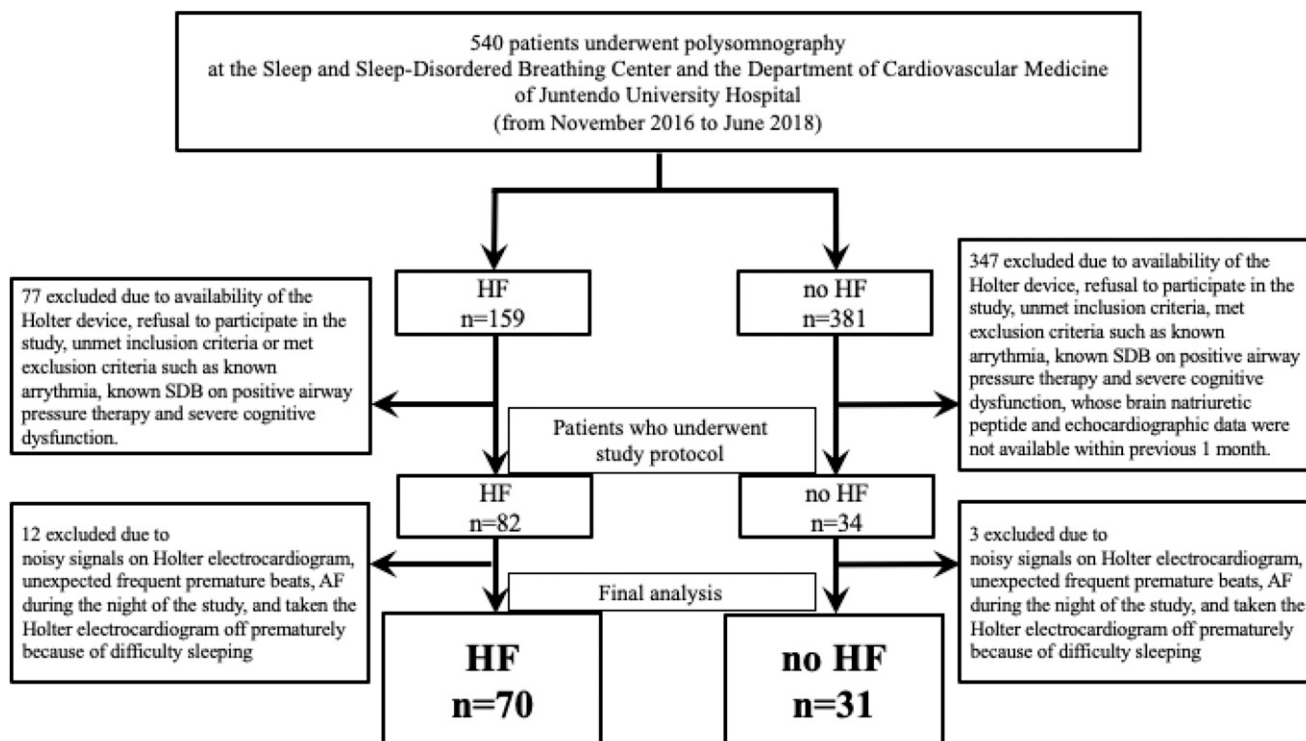 540 patients underwent polysomnography
at the Sleep and Sleep-Disordered Breathing Center and the Department of Cardiovascular Medicine
of Juntendo University Hospital
(from November 2016 to June 2018)
HF
n=159
no HF
n=381
77 excluded due to availability of the
Holter device, refusal to participate in the
study, unmet inclusion criteria or met
exclusion criteria such as known
arrythmia, known SDB on positive airway
pressure therapy and severe cognitive
dysfunction.
347 excluded due to availability of the
Holter device, refusal to participate in the
study, unmet inclusion criteria, met
exclusion criteria such as known
arrythmia, known SDB on positive airway
pressure therapy and severe cognitive
dysfunction, whose brain natriuretic
peptide and echocardiographic data were
not available within previous 1 month.
Patients who underwent
study protocol
HF
n=82
no HF
n=34
12 excluded due to
noisy signals on Holter electrocardiogram,
unexpected frequent premature beats, AF
during the night of the study, and taken the
Holter electrocardiogram off prematurely
because of difficulty sleeping
3 excluded due to
noisy signals on Holter electrocardiogram,
unexpected frequent premature beats, AF
during the night of the study, and taken the
Holter electrocardiogram off prematurely
because of difficulty sleeping
Final analysis
HF
n=70
no HF
n=31